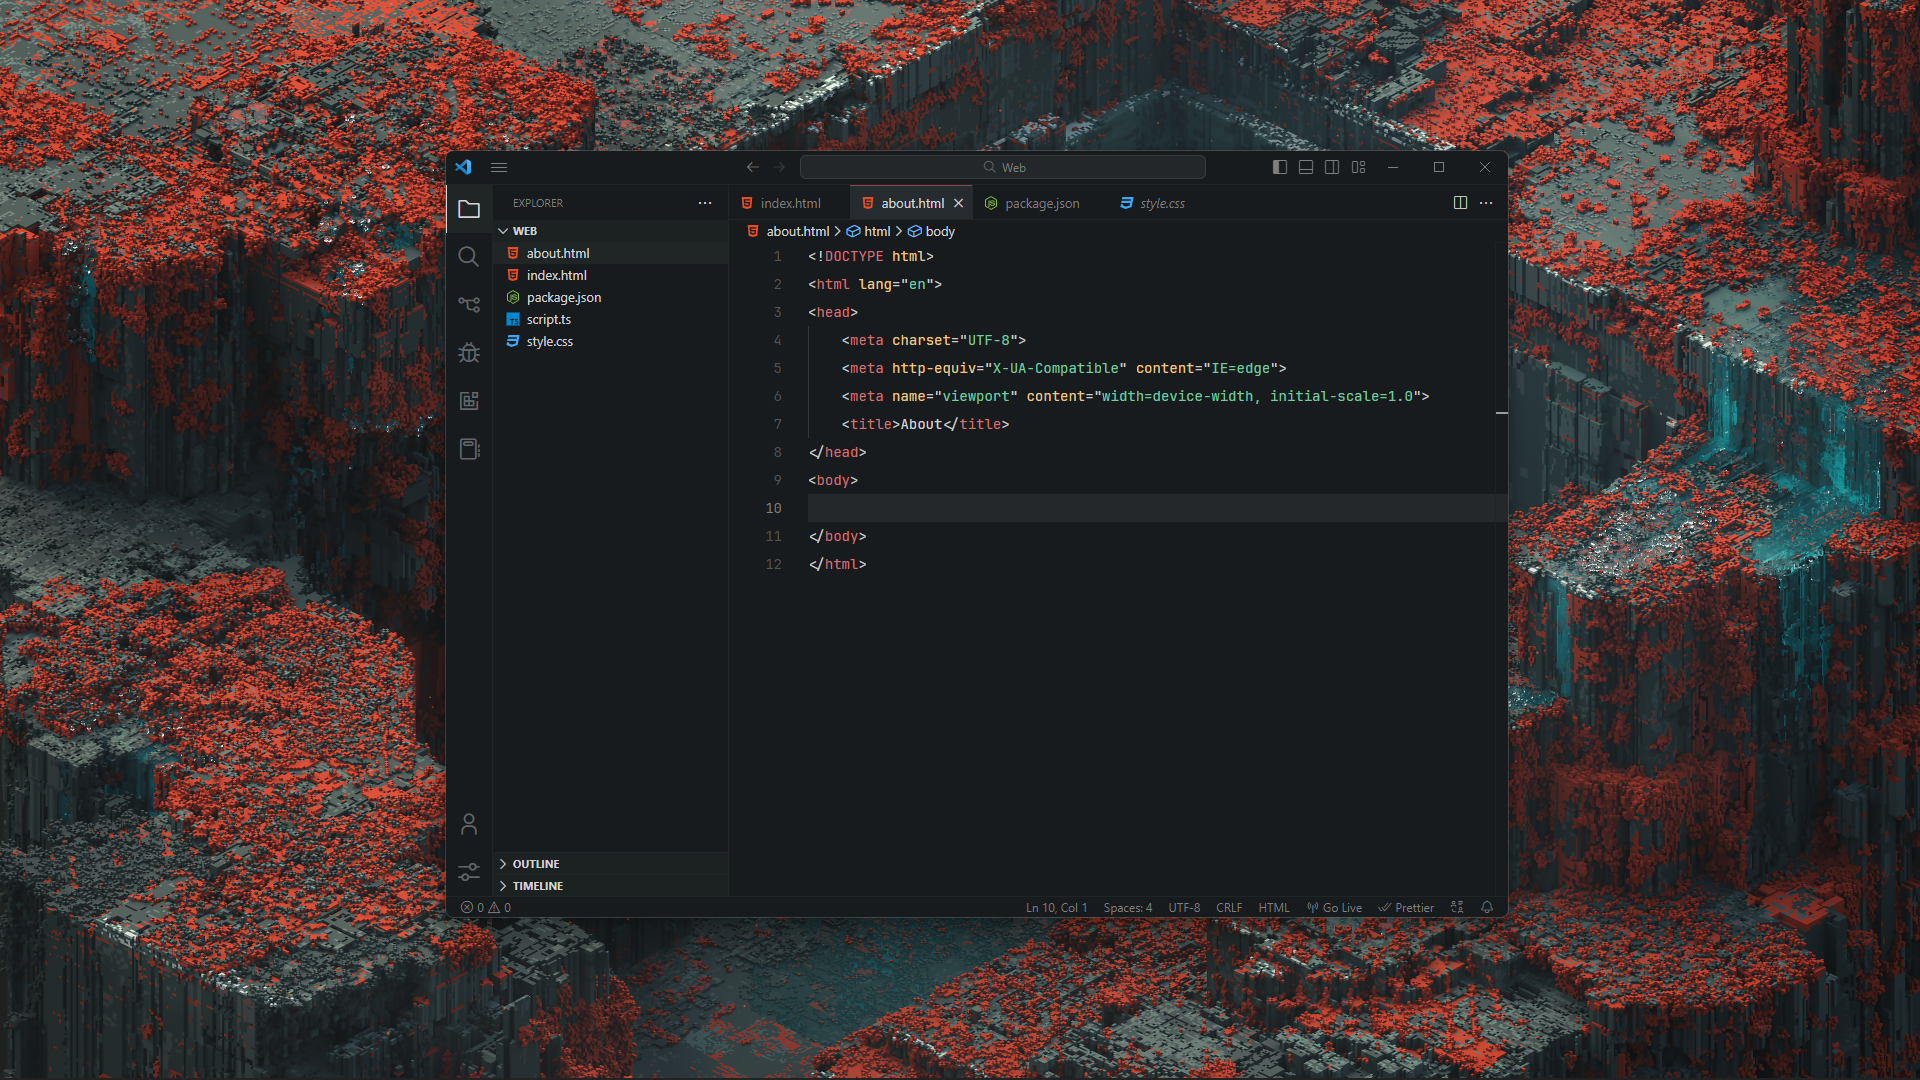 Web
EXPLORER
WEB
about.html
index.html
package.json
script.ts
style.css
OUTLINE
TIMELINE
index.html
about.html
package.json
style.css
about.html > html > body
1 <!DOCTYPE html>
2 <html lang="en">
3 <head>
4 <meta charset="UTF-8">
5 <meta http-equiv="X-UA-Compatible" content="IE=edge">
6 <meta name="viewport" content="width=device-width, initial-scale=1.0">
7 <title>About</title>
8 </head>
9 <body>
10
11 </body>
12 </html>
0 0 Ln 10, Col 1 Spaces: 4 UTF-8 CRLF HTML Go Live Prettier